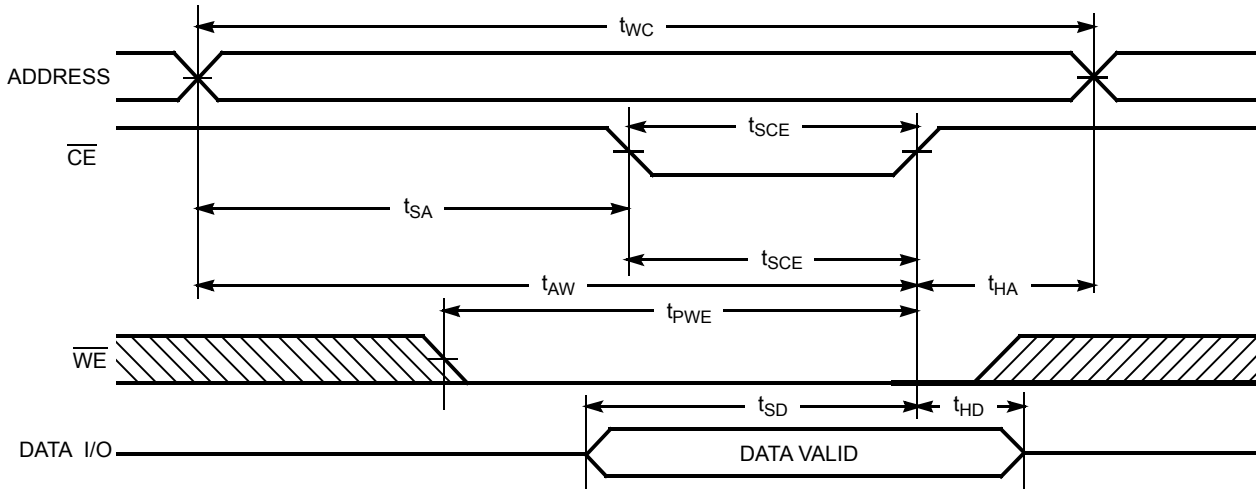 tWC
ADDRESS
tSCE
CE
tSA
tSCE
tAW
tHA
tPWE
WE
tSD
tHD
DATA I/O
DATA VALID